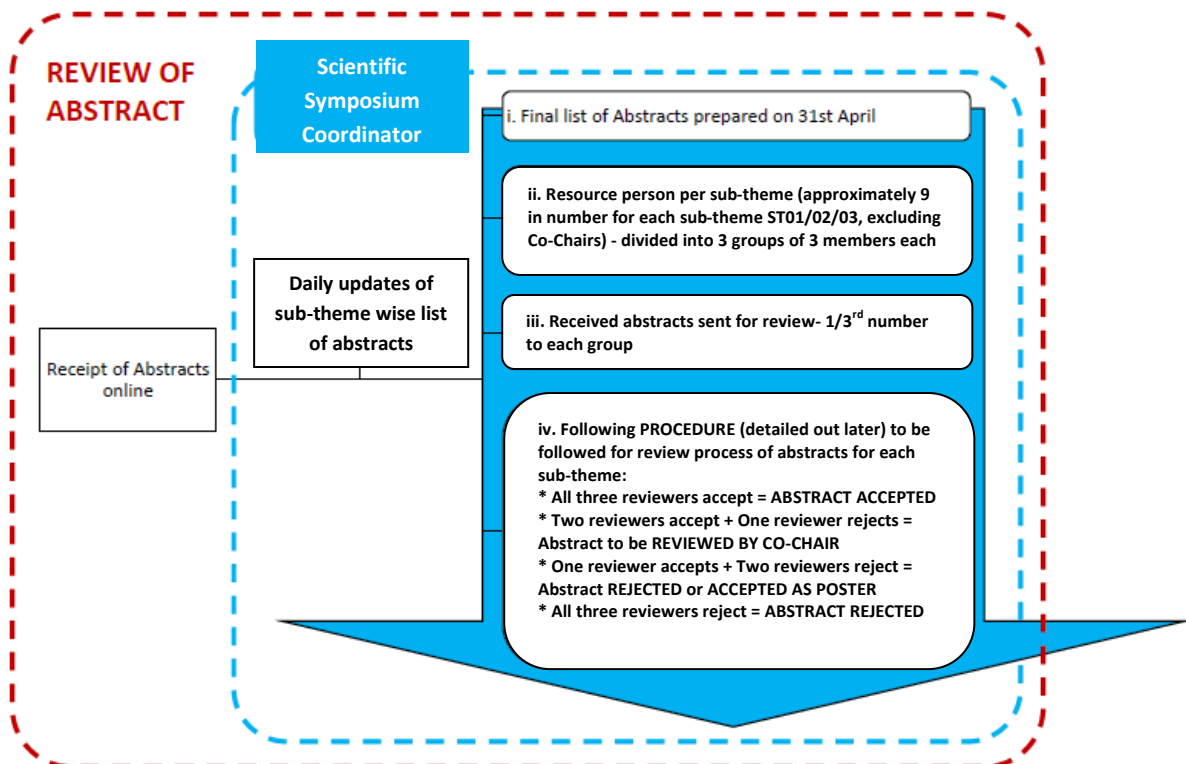 REVIEW OF
ABSTRACT
Scientific
Symposium
Coordinator
Receipt of Abstracts
online
Daily updates of
sub-theme wise list
of abstracts
i. Final list of Abstracts prepared on 31st April
ii. Resource person per sub-theme (approximately 9
in number for each sub-theme ST01/02/03, excluding
Co-Chairs) - divided into 3 groups of 3 members each
iii. Received abstracts sent for review- 1/3rd number
to each group
iv. Following PROCEDURE (detailed out later) to be
followed for review process of abstracts for each
sub-theme:
* All three reviewers accept = ABSTRACT ACCEPTED
* Two reviewers accept + One reviewer rejects =
Abstract to be REVIEWED BY CO-CHAIR
* One reviewer accepts + Two reviewers reject =
Abstract REJECTED or ACCEPTED AS POSTER
* All three reviewers reject = ABSTRACT REJECTED